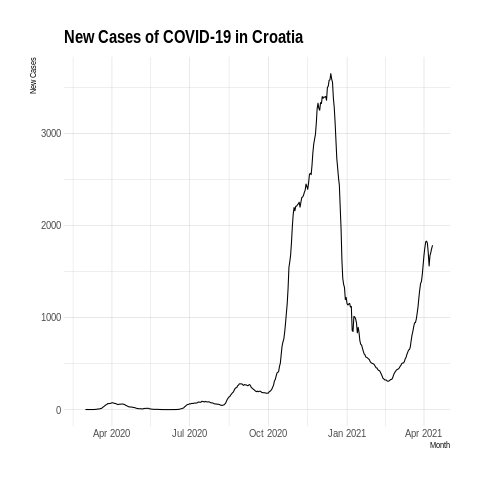 New Cases of COVID-19 in Croatia
New Cases
3000
2000
1000
0
Apr 2020 Jul 2020 Oct 2020 Jan 2021 Apr 2021
Month